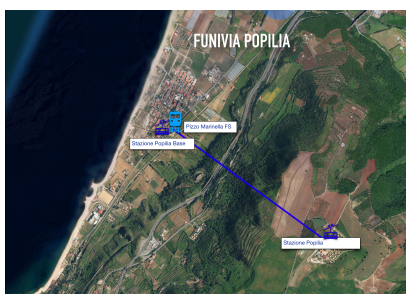 FUNIVIA POPILIA
Pizzo Marinella FS
Stazione Popilia Base
Stazione Popilia